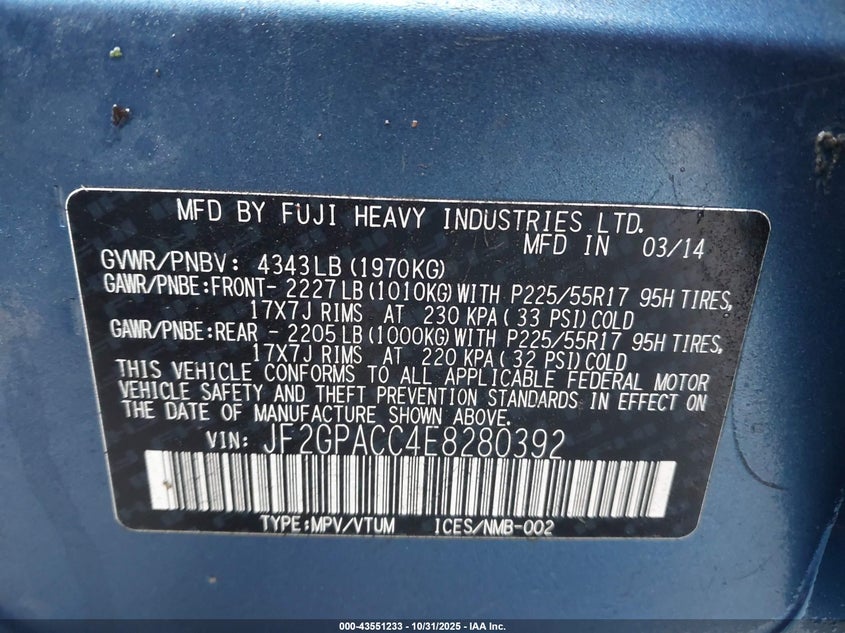 MFD BY FUJI HEAVY INDUSTRIES LTD.
MFD IN 03/14
GVWR/PNBV: 4343LB(1970KG)
GAWR/PNBE:FRONT- 2227LB(1010KG)WITH P225/55R17 95H TIRES,
17X7J RIMS AT 230 KPA( 33 PSI)COLD
GAWR/PNBE:REAR - 2205LB(1000KG)WITH P225/55R17 95H TIRES,
17X7J RIMS AT 220 KPA( 32 PSI)COLD
THIS VEHICLE CONFORMS TO ALL APPLICABLE FEDERAL MOTOR
VEHICLE SAFETY AND THEFT PREVENTION STANDARDS IN EFFECT ON
THE DATE OF MANUFACTURE SHOWN ABOVE.
VIN: JF2GPACC4E8280392
TYPE:MPV/VTUM ICES/NMB-002
000-43551233 - 10/31/2025 - IAA Inc.